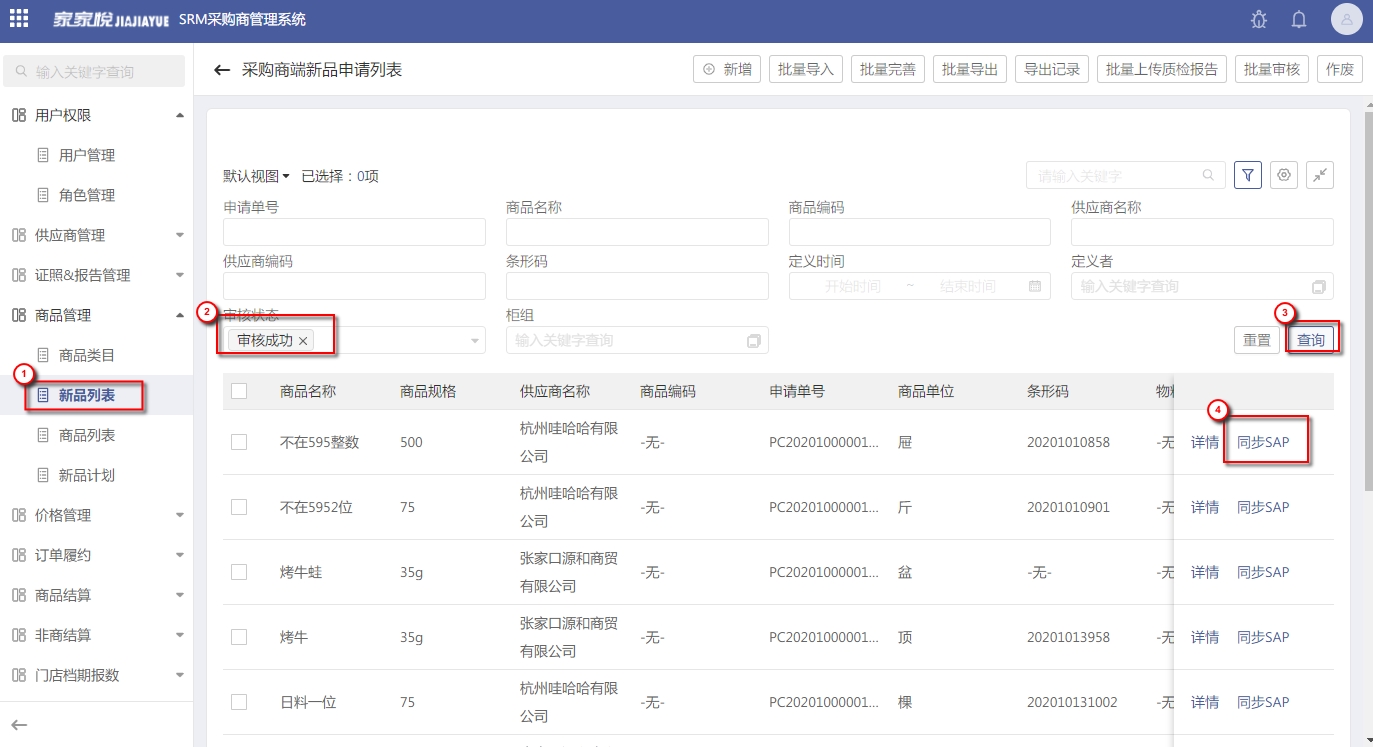 家家悦JIAJIAYUE SRM采购商管理系统
输入关键字查询
用户权限
用户管理
角色管理
供应商管理
证照&报告管理
商品管理
商品类目
1
新品列表
商品列表
新品计划
价格管理
订单履约
商品结算
非商结算
门店档期报数
采购商端新品申请列表
新增 批量导入 批量完善 批量导出 导出记录 批量上传质检报告 批量审核 作废
默认视图 已选择：0项 请输入关键字
申请单号 商品名称 商品编码 供应商名称
供应商编码 条形码 定义时间 定义者
开始时间 ~ 结束时间 输入关键字查询
2 审核状态 柜组 3
审核成功 × 输入关键字查询 重置 查询
商品名称 商品规格 供应商名称 商品编码 申请单号 商品单位 条形码 物料
4
不在595整数 500 杭州哇哈哈有限公司 -无- PC20201000001... 屉 20201010858 -无 详情 同步SAP
不在5952位 75 杭州哇哈哈有限公司 -无- PC20201000001... 斤 20201010901 -无 详情 同步SAP
烤牛蛙 35g 张家口源和商贸有限公司 -无- PC20201000001... 盆 -无- -无 详情 同步SAP
烤牛 35g 张家口源和商贸有限公司 -无- PC20201000001... 顶 20201013958 -无 详情 同步SAP
日料一位 75 杭州哇哈哈有限公司 -无- PC20201000001... 棵 202010131002 -无 详情 同步SAP